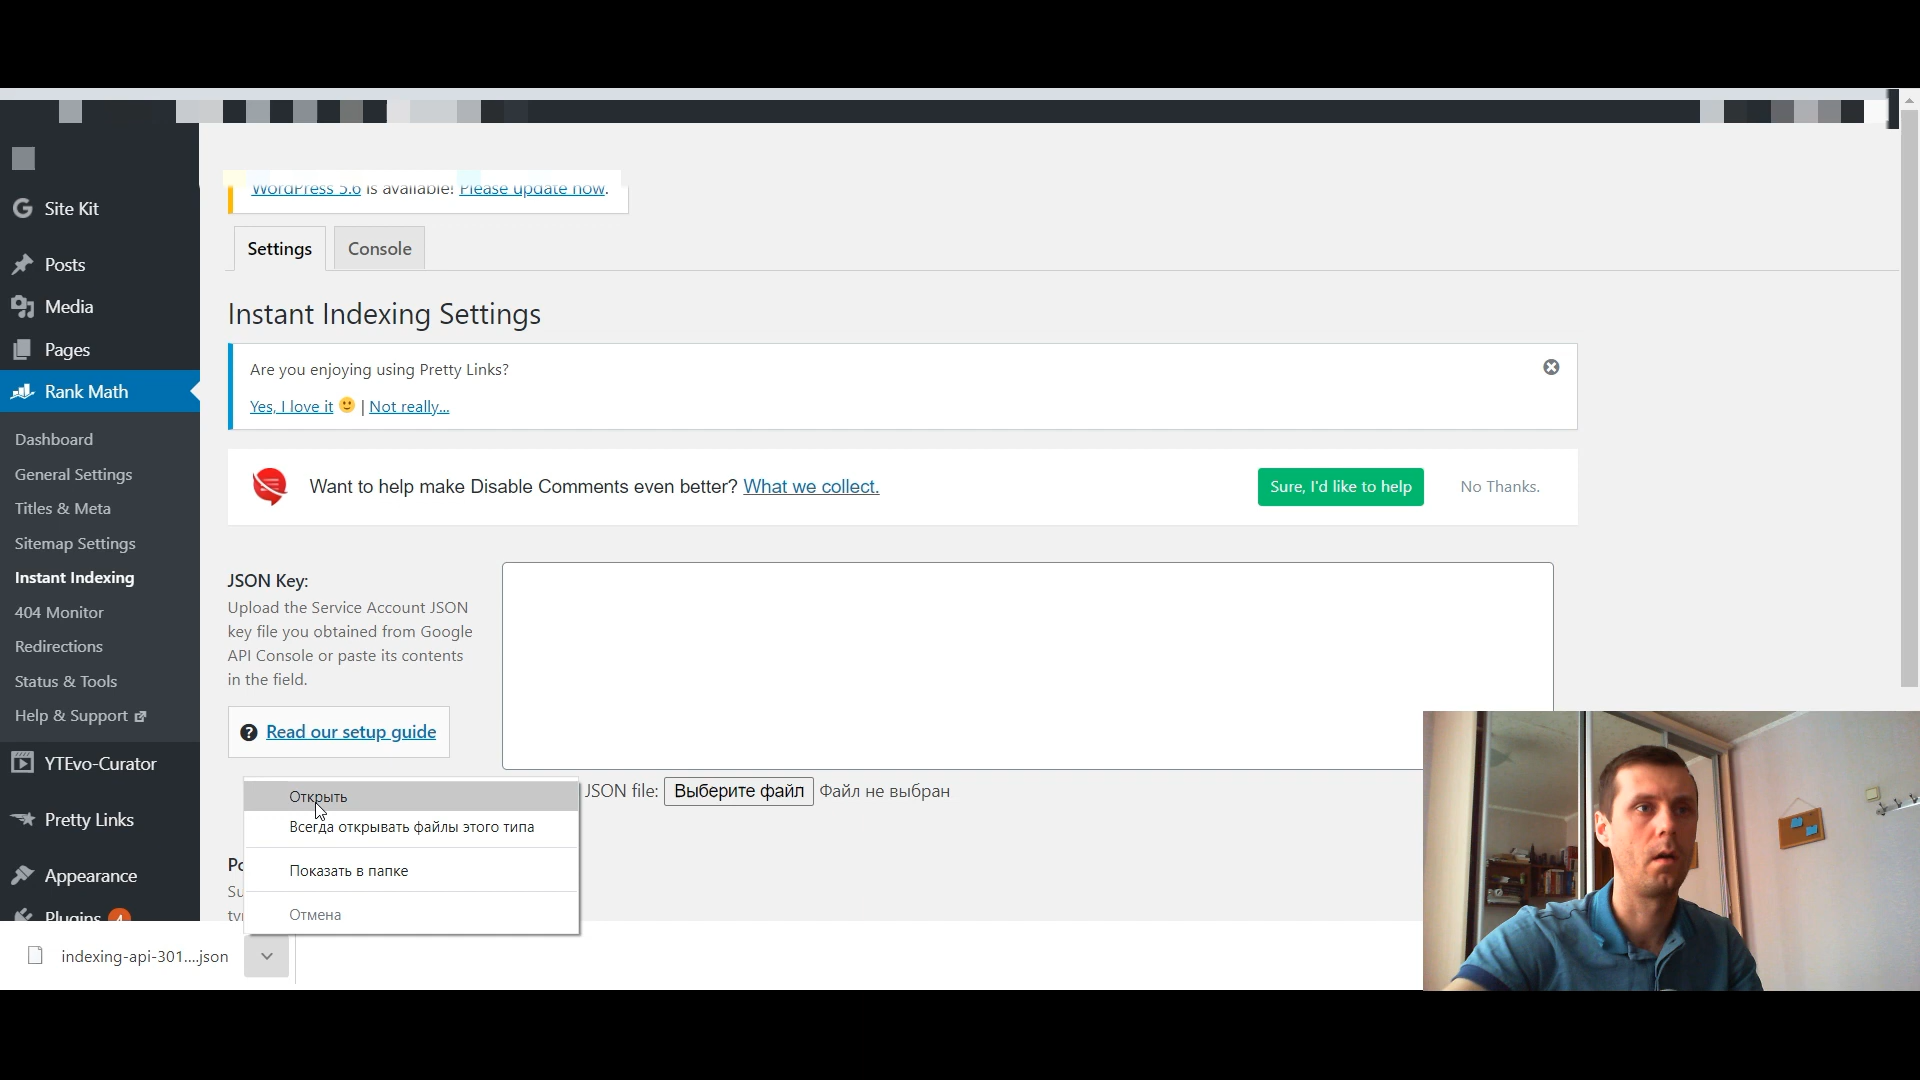 WordPress 5.6 is available! Please update now.
Site Kit
Posts
Media
Pages
Rank Math
Dashboard
General Settings
Titles & Meta
Sitemap Settings
Instant Indexing
404 Monitor
Redirections
Status & Tools
Help & Support
YTEvo-Curator
Pretty Links
Appearance
Plugins 4
Settings
Console
Instant Indexing Settings
Are you enjoying using Pretty Links?
Yes, I love it | Not really...
Want to help make Disable Comments even better? What we collect.
Sure, I'd like to help
No Thanks.
JSON Key:
Upload the Service Account JSON
key file you obtained from Google
API Console or paste its contents
in the field.
Read our setup guide
JSON file: Выберите файл Файл не выбран
Открыть
Всегда открывать файлы этого типа
Показать в папке
Отмена
indexing-api-301....json